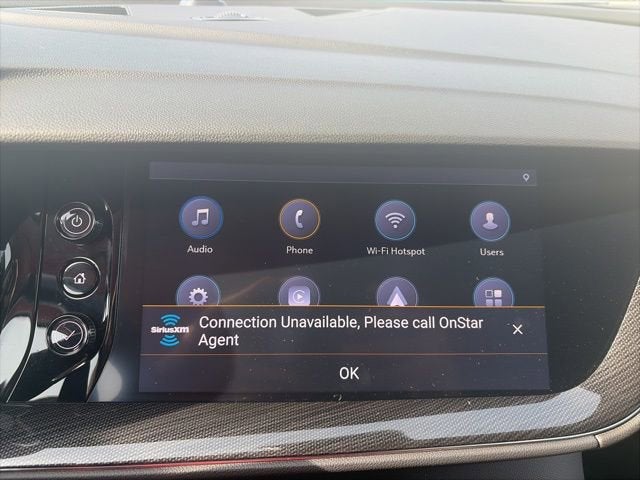 Audio
Phone
Wi-Fi Hotspot
Users
SiriusXM
Connection Unavailable, Please call OnStar
Agent
OK